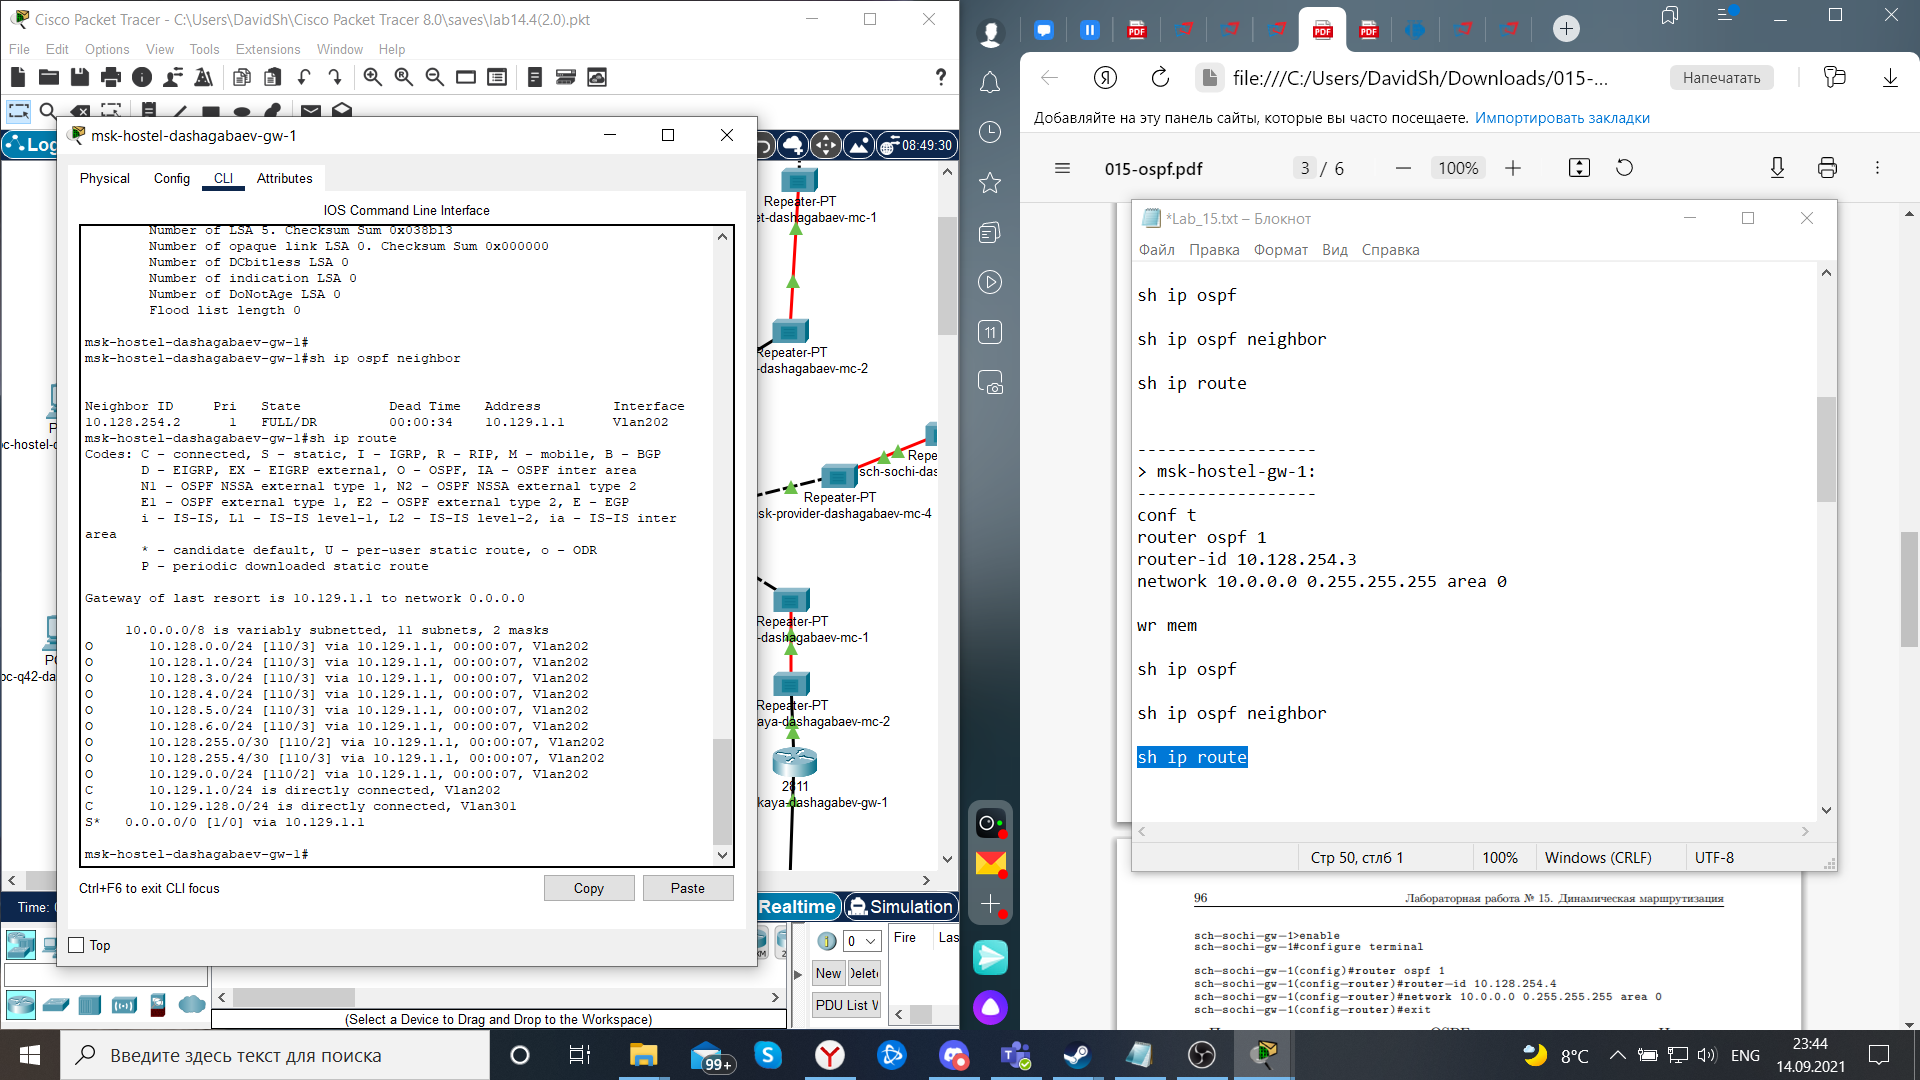 Cisco Packet Tracer - C:\Users\DavidSh\Cisco Packet Tracer 8.0\saves\lab14.4(2.0).pkt
File Edit Options View Tools Extensions Window Help
08:49:30
msk-hostel-dashagabaev-gw-1
Physical Config CLI Attributes
IOS Command Line Interface
Number of LSA 5. Checksum Sum 0x038b13
Number of opaque link LSA 0. Checksum Sum 0x000000
Number of DCbitless LSA 0
Number of indication LSA 0
Number of DoNotAge LSA 0
Flood list length 0
msk-hostel-dashagabaev-gw-1#
msk-hostel-dashagabaev-gw-1#sh ip ospf neighbor
Neighbor ID Pri State Dead Time Address Interface
10.128.254.2 1 FULL/DR 00:00:34 10.129.1.1 Vlan202
msk-hostel-dashagabaev-gw-1#sh ip route
Codes: C - connected, S - static, I - IGRP, R - RIP, M - mobile, B - BGP
D - EIGRP, EX - EIGRP external, O - OSPF, IA - OSPF inter area
N1 - OSPF NSSA external type 1, N2 - OSPF NSSA external type 2
E1 - OSPF external type 1, E2 - OSPF external type 2, E - EGP
i - IS-IS, L1 - IS-IS level-1, L2 - IS-IS level-2, ia - IS-IS inter
area
* - candidate default, U - per-user static route, o - ODR
P - periodic downloaded static route
Gateway of last resort is 10.129.1.1 to network 0.0.0.0
10.0.0.0/8 is variably subnetted, 11 subnets, 2 masks
O 10.128.0.0/24 [110/3] via 10.129.1.1, 00:00:07, Vlan202
O 10.128.1.0/24 [110/3] via 10.129.1.1, 00:00:07, Vlan202
O 10.128.3.0/24 [110/3] via 10.129.1.1, 00:00:07, Vlan202
O 10.128.4.0/24 [110/3] via 10.129.1.1, 00:00:07, Vlan202
O 10.128.5.0/24 [110/3] via 10.129.1.1, 00:00:07, Vlan202
O 10.128.6.0/24 [110/3] via 10.129.1.1, 00:00:07, Vlan202
O 10.128.255.0/30 [110/2] via 10.129.1.1, 00:00:07, Vlan202
O 10.128.255.4/30 [110/3] via 10.129.1.1, 00:00:07, Vlan202
O 10.129.0.0/24 [110/2] via 10.129.1.1, 00:00:07, Vlan202
C 10.129.1.0/24 is directly connected, Vlan202
C 10.129.128.0/24 is directly connected, Vlan301
S* 0.0.0.0/0 [1/0] via 10.129.1.1
msk-hostel-dashagabaev-gw-1#
Ctrl+F6 to exit CLI focus
Copy Paste
Top
Repeater-PT
et-dashagabaev-mc-1
Repeater-PT
-dashagabaev-mc-2
Repe
sch-sochi-das
Repeater-PT
sk-provider-dashagabaev-mc-4
Repeater-PT
-dashagabaev-mc-1
Repeater-PT
aya-dashagabaev-mc-2
2811
kaya-dashagabaev-gw-1
pc-hostel-d
pc-q42-da
Time:
Realtime Simulation
0
Fire Las
New Delet
PDU List W
(Select a Device to Drag and Drop to the Workspace)
file:///C:/Users/DavidSh/Downloads/015-...
Напечатать
Добавляйте на эту панель сайты, которые вы часто посещаете. Импортировать закладки
015-ospf.pdf
3 / 6
100%
11
*Lab_15.txt – Блокнот
Файл Правка Формат Вид Справка
sh ip ospf
sh ip ospf neighbor
sh ip route
------------------
> msk-hostel-gw-1:
------------------
conf t
router ospf 1
router-id 10.128.254.3
network 10.0.0.0 0.255.255.255 area 0
wr mem
sh ip ospf
sh ip ospf neighbor
sh ip route
Стр 50, стлб 1 100% Windows (CRLF) UTF-8
96 Лабораторная работа № 15. Динамическая маршрутизация
sch-sochi-gw-1>enable
sch-sochi-gw-1#configure terminal
sch-sochi-gw-1(config)#router ospf 1
sch-sochi-gw-1(config-router)#router-id 10.128.254.4
sch-sochi-gw-1(config-router)#network 10.0.0.0 0.255.255.255 area 0
sch-sochi-gw-1(config-router)#exit
Введите здесь текст для поиска
99+
8°C
ENG
23:44
14.09.2021